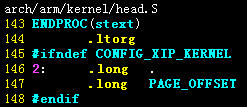 arch/arm/kernel/head.S
143 ENDPROC(stext)
144 .ltorg
145 #ifndef CONFIG_XIP_KERNEL
146 2: .long .
147 .long PAGE_OFFSET
148 #endif